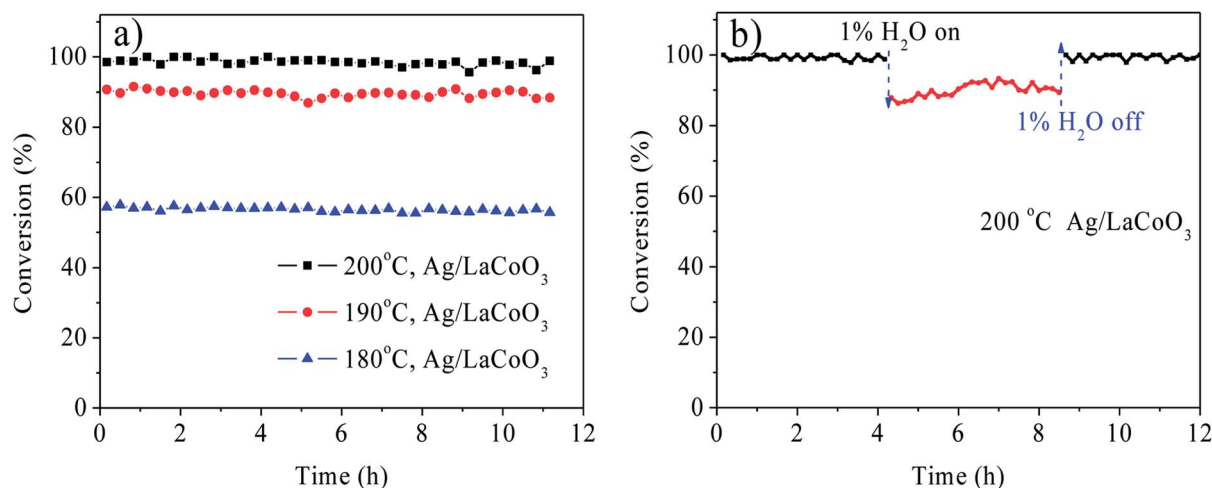 a)
Conversion (%)
100
80
60
40
20
0
200°C, Ag/LaCoO3
190°C, Ag/LaCoO3
180°C, Ag/LaCoO3
0 2 4 6 8 10 12
Time (h)
b)
Conversion (%)
100
80
60
40
20
0
1% H2O on
1% H2O off
200 °C Ag/LaCoO3
0 2 4 6 8 10 12
Time (h)